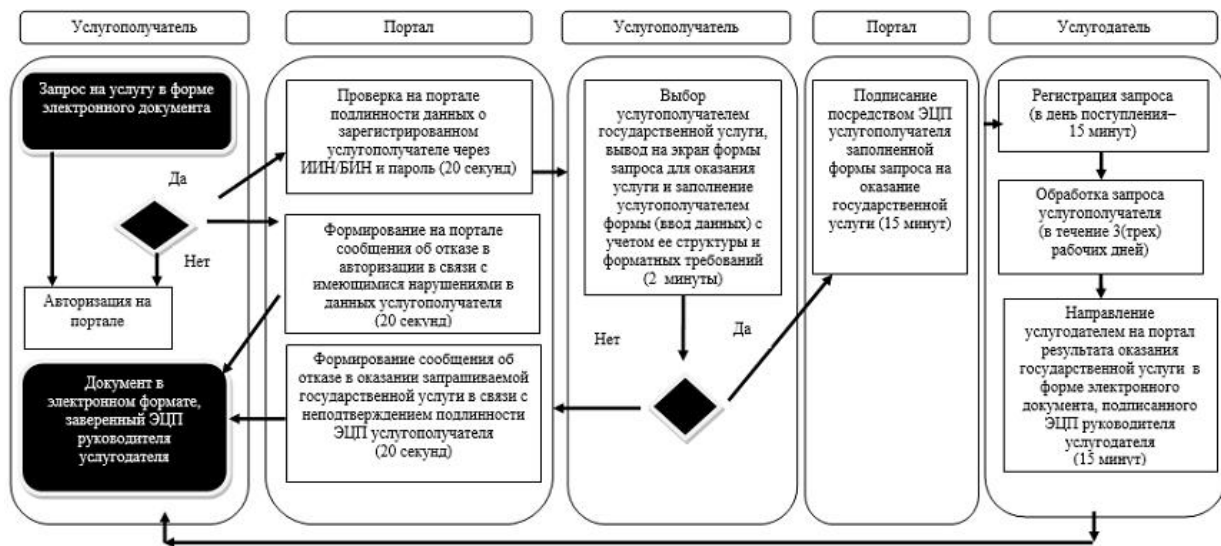 Услугополучатель
Портал
Услугополучатель
Портал
Услугодатель
Запрос на услугу в форме
электронного документа
Да
Нет
Авторизация на
портале
Документ в
электронном формате,
заверенный ЭЦП
руководителя
услугодателя
Проверка на портале
подлинности данных о
зарегистрированном
услугополучателе через
ИИН/БИН и пароль (20 секунд)
Формирование на портале
сообщения об отказе в
авторизации в связи с
имеющимися нарушениями в
данных услугополучателя
(20 секунд)
Формирование сообщения об
отказе в оказании запрашиваемой
государственной услуги в связи с
неподтверждением подлинности
ЭЦП услугополучателя
(20 секунд)
Выбор
услугополучателем
государственной услуги,
вывод на экран формы
запроса для оказания
услуги и заполнение
услугополучателем
формы (ввод данных) с
учетом ее структуры и
форматных требований
(2 минуты)
Нет
Да
Подписание
посредством ЭЦП
услугополучателя
заполненной
формы запроса на
оказание
государственной
услуги (15 минут)
Регистрация запроса
(в день поступления–
15 минут)
Обработка запроса
услугополучателя
(в течение 3(трех)
рабочих дней)
Направление
услугодателем на портал
результата оказания
государственной услуги в
форме электронного
документа, подписанного
ЭЦП руководителя
услугодателя
(15 минут)